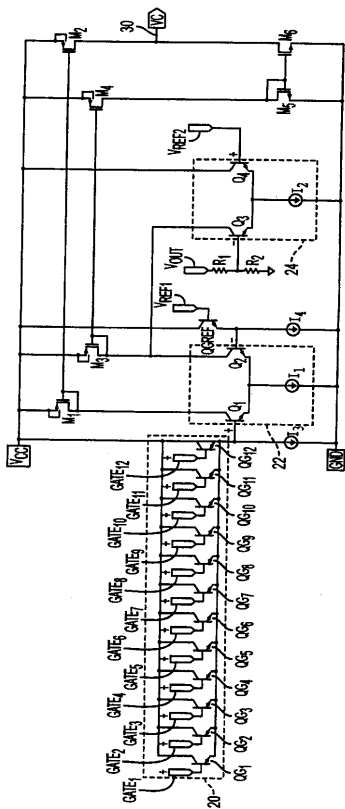 VCC
GND
M1
M3
M4
M2
30
VC
M5
M6
VREF2
Q4
Q3
I2
24
VOUT
R1
R2
VREF1
QGREF
I4
Q2
Q1
I1
22
I3
GATE12
GATE11
GATE10
GATE9
GATE8
GATE7
GATE6
GATE5
GATE4
GATE3
GATE2
GATE1
QG12
QG11
QG10
QG9
QG8
QG7
QG6
QG5
QG4
QG3
QG2
QG1
20